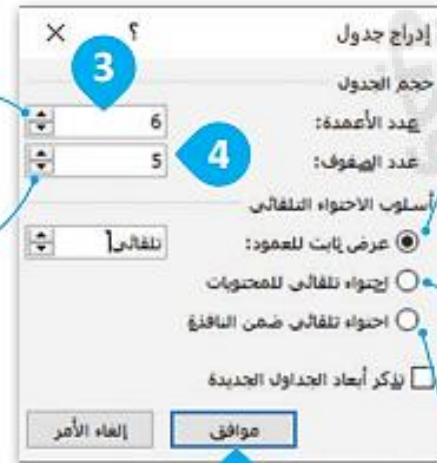 إدراج جدول ؟ ×
حجم الجدول
3
عدد الأعمدة: 6
عدد الصفوف: 5
4
أسلوب الاحتواء التلقائي
عرض ثابت للعمود: تلقائي
احتواء تلقائي للمحتويات
احتواء تلقائي ضمن النافذة
تذكر أبعاد الجداول الجديدة
موافق إلغاء الأمر